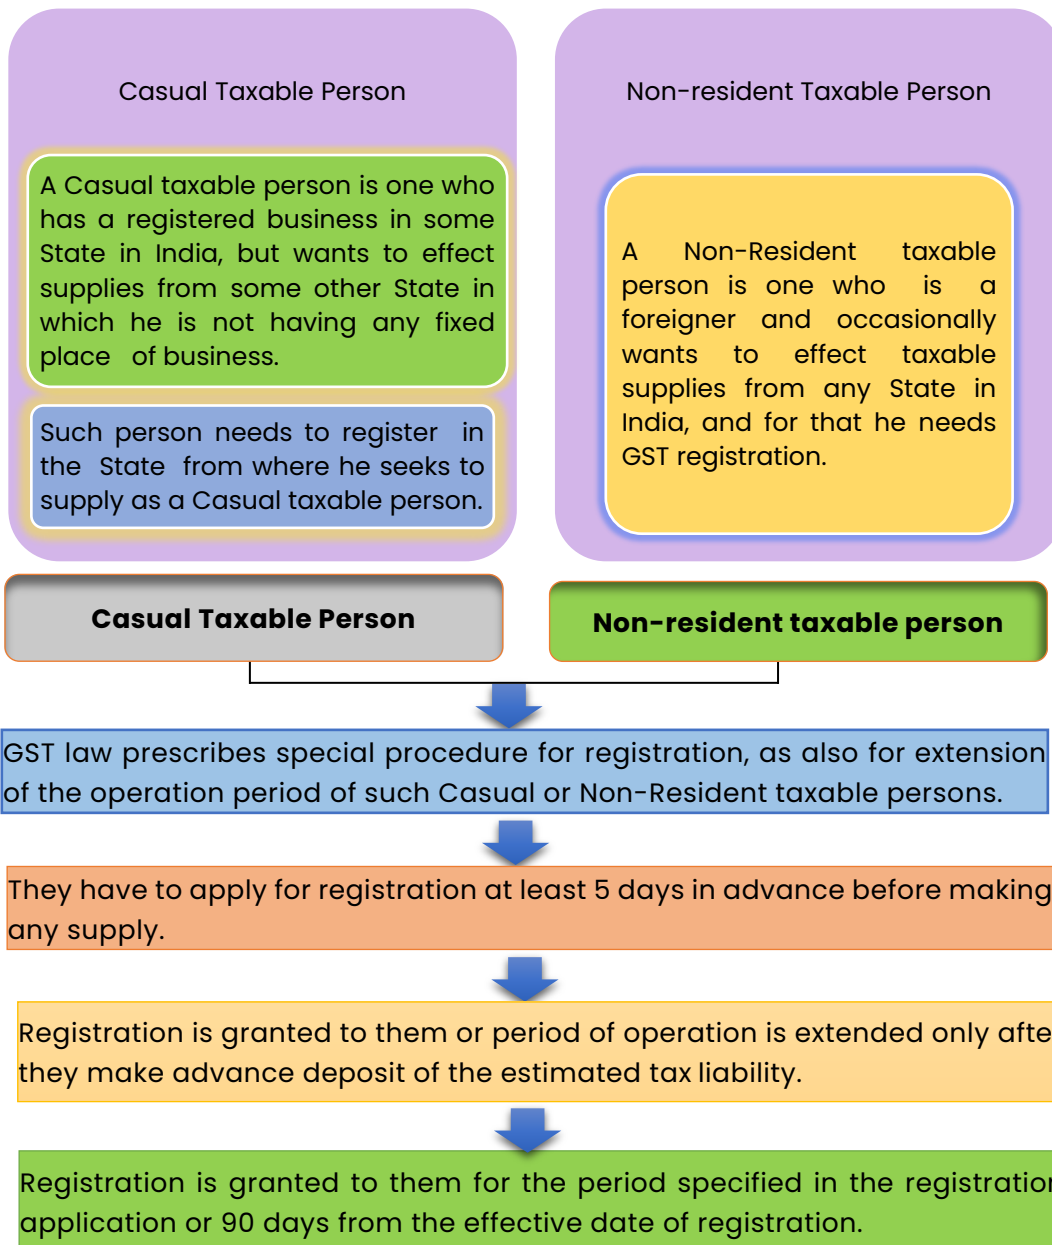 Casual Taxable Person
A Casual taxable person is one who
has a registered business in some
State in India, but wants to effect
supplies from some other State in
which he is not having any fixed
place of business.
Such person needs to register in
the State from where he seeks to
supply as a Casual taxable person.
Non-resident Taxable Person
A Non-Resident taxable
person is one who is a
foreigner and occasionally
wants to effect taxable
supplies from any State in
India, and for that he needs
GST registration.
Casual Taxable Person
Non-resident taxable person
GST law prescribes special procedure for registration, as also for extension
of the operation period of such Casual or Non-Resident taxable persons.
They have to apply for registration at least 5 days in advance before making
any supply.
Registration is granted to them or period of operation is extended only afte
they make advance deposit of the estimated tax liability.
Registration is granted to them for the period specified in the registration
application or 90 days from the effective date of registration.